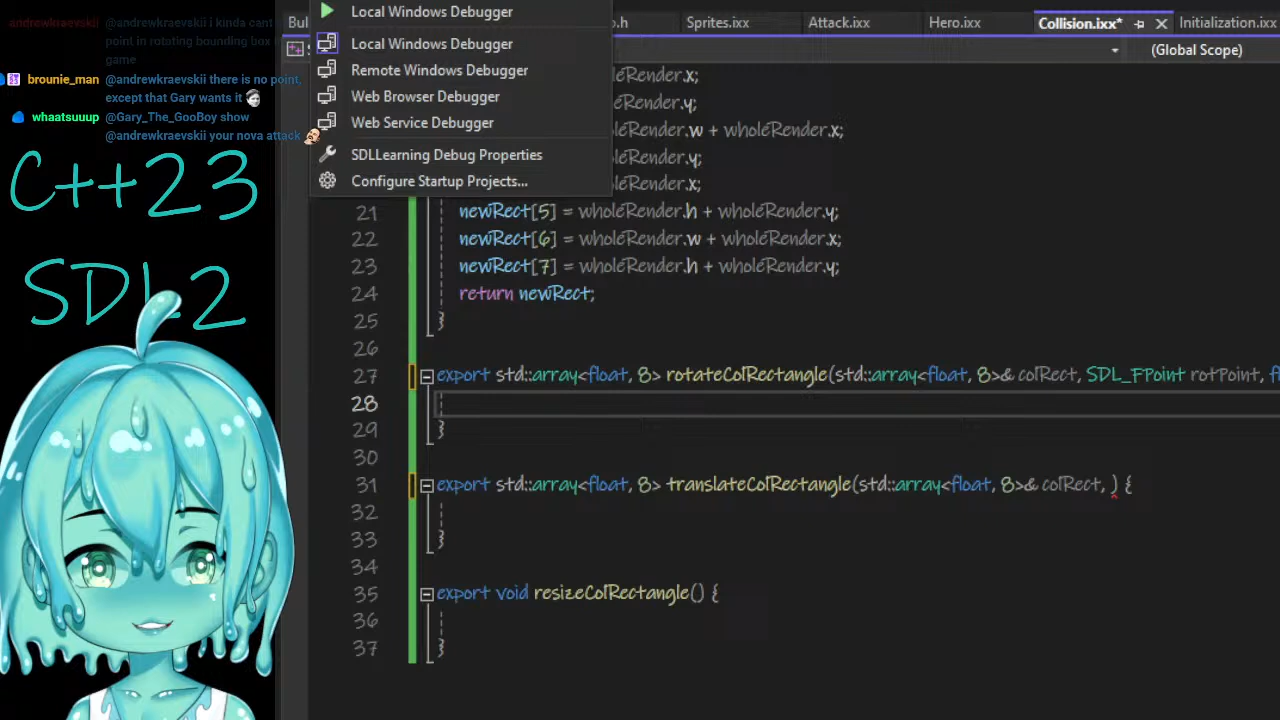 andrewkraevskii @andrewkraevskii i kinda cant
point in rotating bounding box
game
brounie_man @andrewkraevskii there is no point,
except that Gary wants it
whaatsuuup @Gary_The_GooBoy show
@andrewkraevskii your nova attack
C++23
SDL2
Local Windows Debugger
Local Windows Debugger
Remote Windows Debugger
Web Browser Debugger
Web Service Debugger
SDLLearning Debug Properties
Configure Startup Projects...
Bul
.h
Sprites.ixx
Attack.ixx
Hero.ixx
Collision.ixx*
Initialization.ixx
(Global Scope)
wholeRender.x;
wholeRender.y;
wholeRender.w + wholeRender.x;
wholeRender.y;
wholeRender.x;
21 newRect[5] = wholeRender.h + wholeRender.y;
22 newRect[6] = wholeRender.w + wholeRender.x;
23 newRect[7] = wholeRender.h + wholeRender.y;
24 return newRect;
25 }
26
27 export std::array<float, 8> rotateColRectangle(std::array<float, 8>& colRect, SDL_FPoint rotPoint, fl
28
29 }
30
31 export std::array<float, 8> translateColRectangle(std::array<float, 8>& colRect, ) {
32
33 }
34
35 export void resizeColRectangle() {
36
37 }